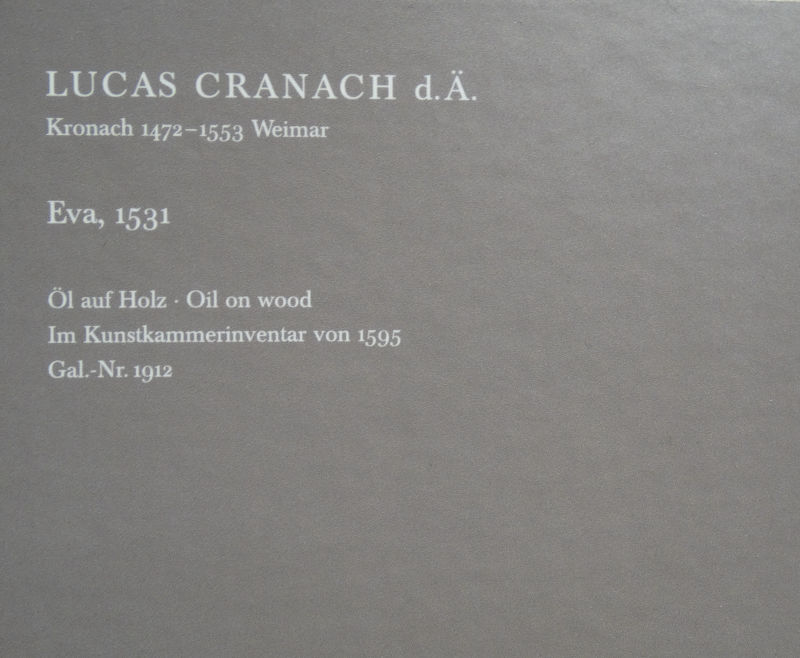 LUCAS CRANACH d.Ä.
Kronach 1472–1553 Weimar
Eva, 1531
Öl auf Holz · Oil on wood
Im Kunstkammerinventar von 1595
Gal.-Nr. 1912